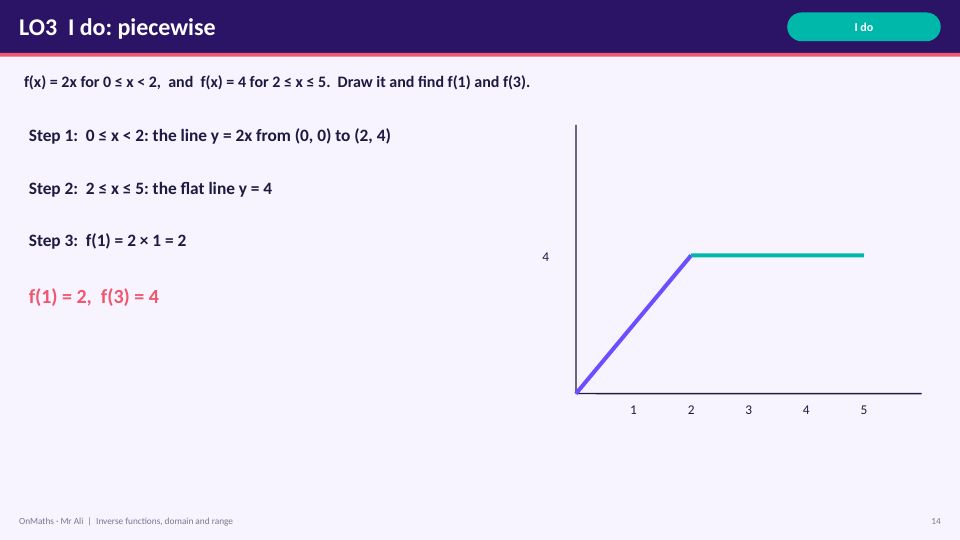 LO3  I do: piecewise
I do
f(x) = 2x for 0 ≤ x < 2,  and  f(x) = 4 for 2 ≤ x ≤ 5.  Draw it and find f(1) and f(3).
Step 1:  0 ≤ x < 2: the line y = 2x from (0, 0) to (2, 4)
Step 2:  2 ≤ x ≤ 5: the flat line y = 4
Step 3:  f(1) = 2 × 1 = 2
f(1) = 2,  f(3) = 4
4
1 2 3 4 5
OnMaths - Mr Ali  |  Inverse functions, domain and range
14